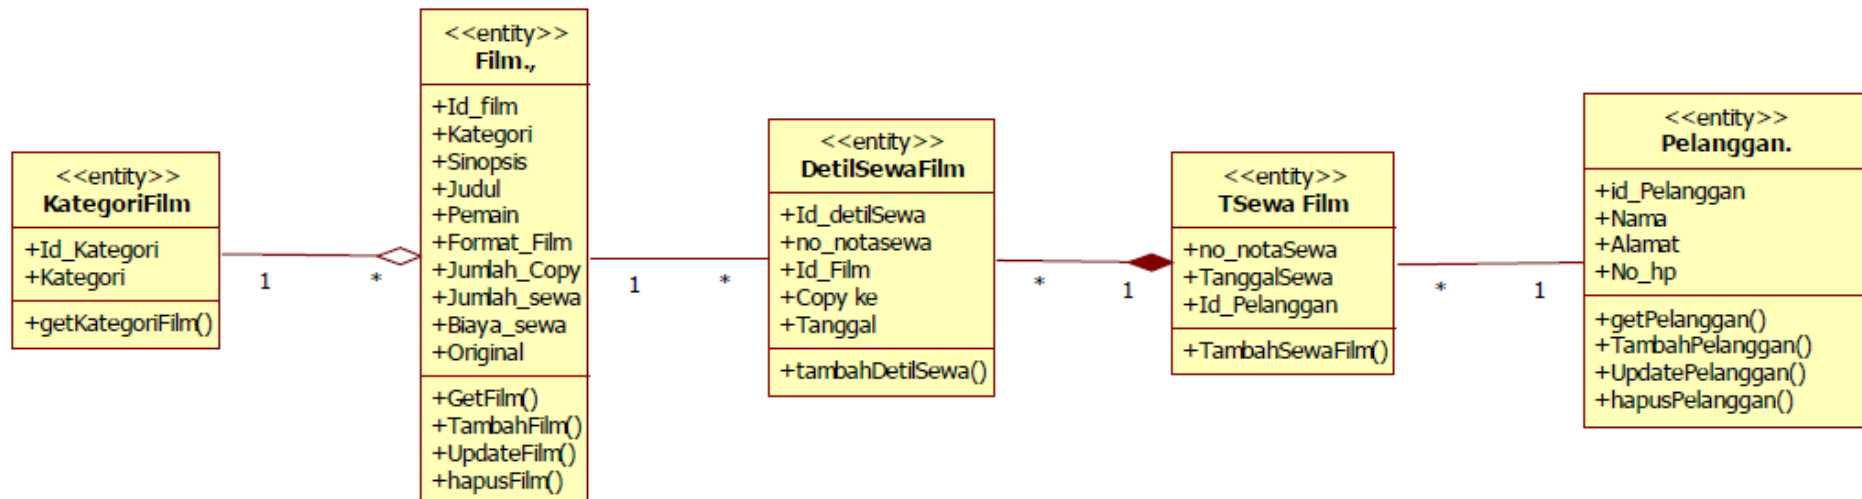 <<entity>>
KategoriFilm
+Id_Kategori
+Kategori
+getKategoriFilm()
1
*
<<entity>>
Film.,
+Id_film
+Kategori
+Sinopsis
+Judul
+Pemain
+Format_Film
+Jumlah_Copy
+Jumlah_sewa
+Biaya_sewa
+Original
+GetFilm()
+TambahFilm()
+UpdateFilm()
+hapusFilm()
1
*
<<entity>>
DetilSewaFilm
+Id_detilSewa
+no_notasewa
+Id_Film
+Copy ke
+Tanggal
+tambahDetilSewa()
*
1
<<entity>>
TSewa Film
+no_notaSewa
+TanggalSewa
+Id_Pelanggan
+TambahSewaFilm()
*
1
<<entity>>
Pelanggan.
+id_Pelanggan
+Nama
+Alamat
+No_hp
+getPelanggan()
+TambahPelanggan()
+UpdatePelanggan()
+hapusPelanggan()